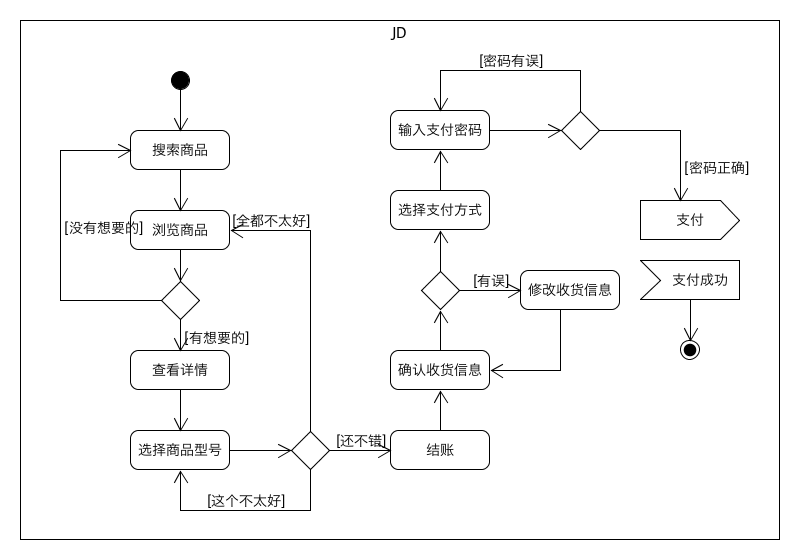 JD
搜索商品
[没有想要的]
浏览商品
[全都不太好]
[有想要的]
查看详情
选择商品型号
[这个不太好]
[还不错]
结账
确认收货信息
[有误]
修改收货信息
选择支付方式
输入支付密码
[密码有误]
[密码正确]
支付
支付成功